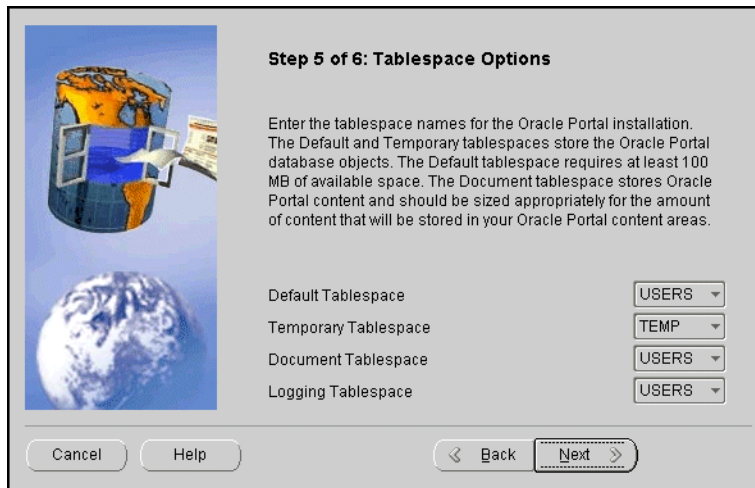 Step 5 of 6: Tablespace Options
Enter the tablespace names for the Oracle Portal installation.
The Default and Temporary tablespaces store the Oracle Portal
database objects. The Default tablespace requires at least 100
MB of available space. The Document tablespace stores Oracle
Portal content and should be sized appropriately for the amount
of content that will be stored in your Oracle Portal content areas.
Default Tablespace USERS
Temporary Tablespace TEMP
Document Tablespace USERS
Logging Tablespace USERS
Cancel Help Back Next